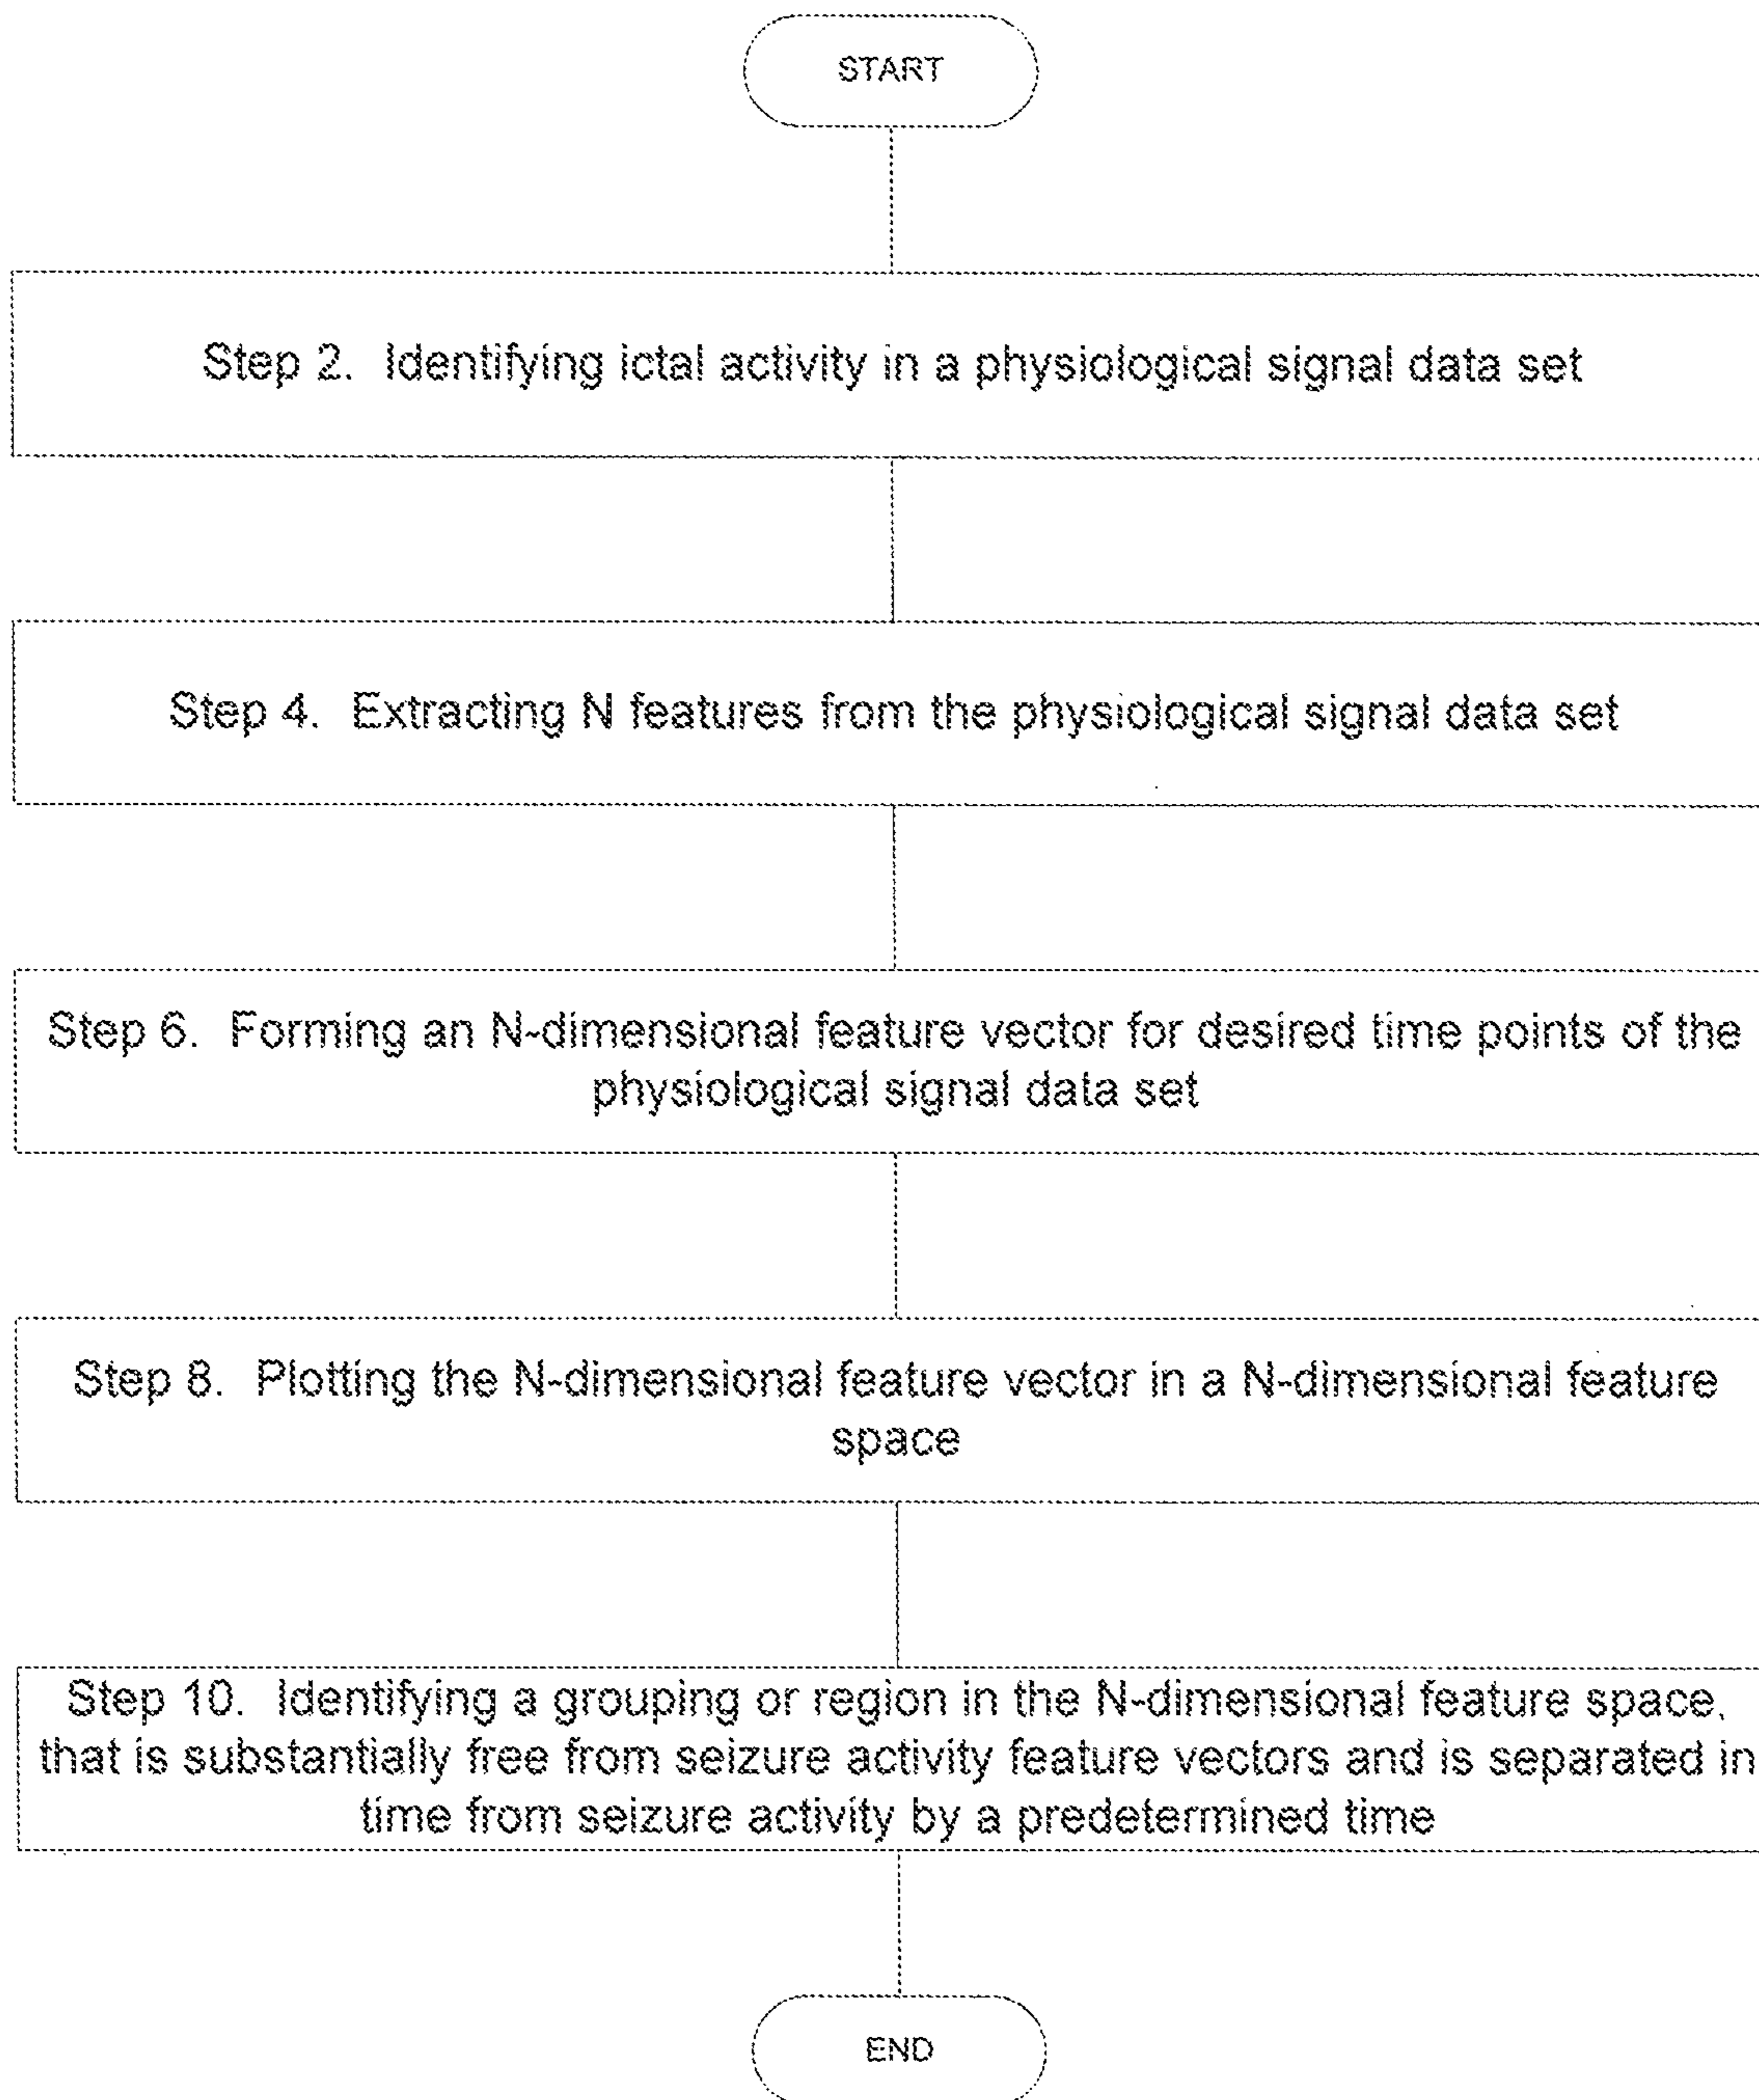 START
Step 2. Identifying ictal activity in a physiological signal data set
Step 4. Extracting N features from the physiological signal data set
Step 6. Forming an N-dimensional feature vector for desired time points of the
physiological signal data set
Step 8. Plotting the N-dimensional feature vector in a N-dimensional feature
space
Step 10. Identifying a grouping or region in the N-dimensional feature space,
that is substantially free from seizure activity feature vectors and is separated in
time from seizure activity by a predetermined time
END